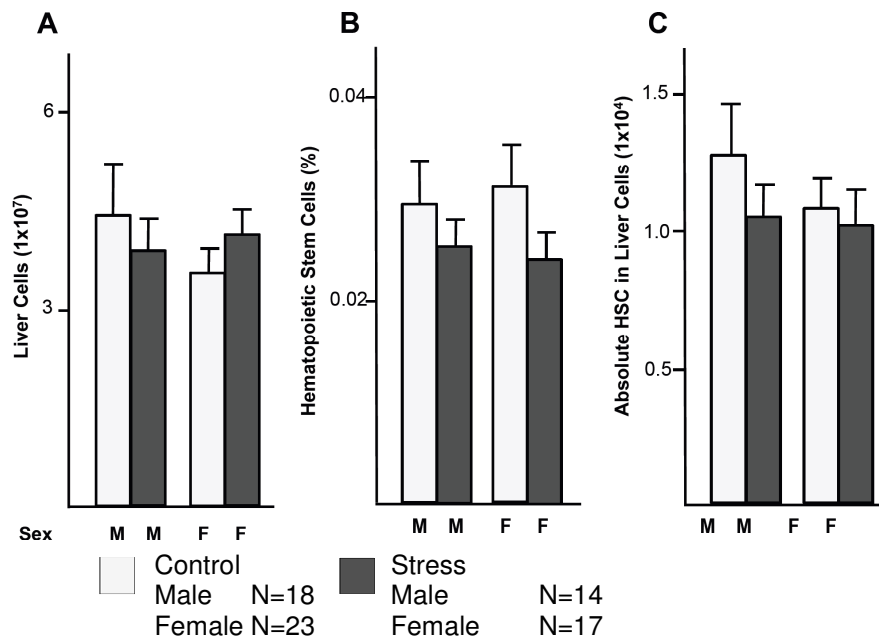 A
Liver Cells (1x10⁷)
6
3
Sex M M F F
B
Hematopoietic Stem Cells (%)
0.04
0.02
M M F F
C
Absolute HSC in Liver Cells (1x10⁴)
1.5
1.0
0.5
M M F F
Control
Male N=18
Female N=23
Stress
Male N=14
Female N=17